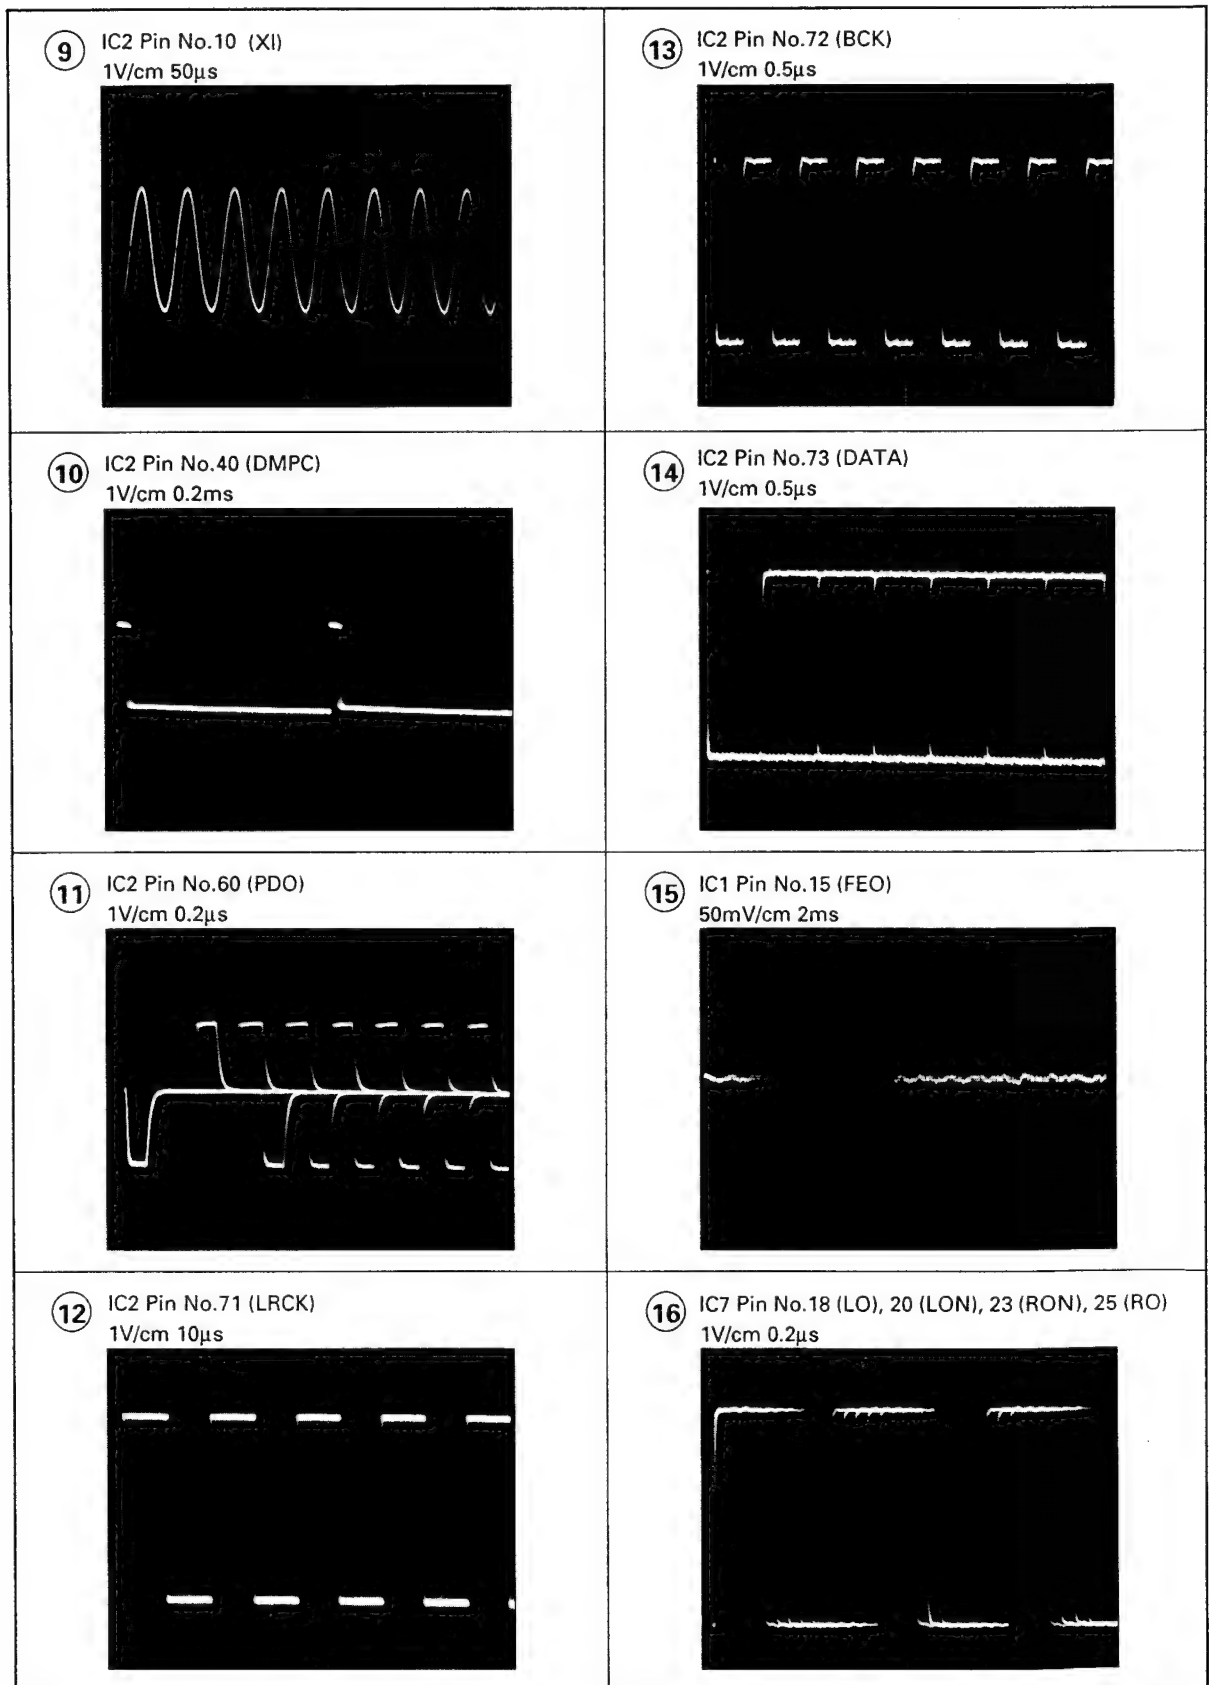 9 IC2 Pin No.10 (XI)
1V/cm 50µs
10 IC2 Pin No.40 (DMPC)
1V/cm 0.2ms
11 IC2 Pin No.60 (PDO)
1V/cm 0.2µs
12 IC2 Pin No.71 (LRCK)
1V/cm 10µs
13 IC2 Pin No.72 (BCK)
1V/cm 0.5µs
14 IC2 Pin No.73 (DATA)
1V/cm 0.5µs
15 IC1 Pin No.15 (FEO)
50mV/cm 2ms
16 IC7 Pin No.18 (LO), 20 (LON), 23 (RON), 25 (RO)
1V/cm 0.2µs